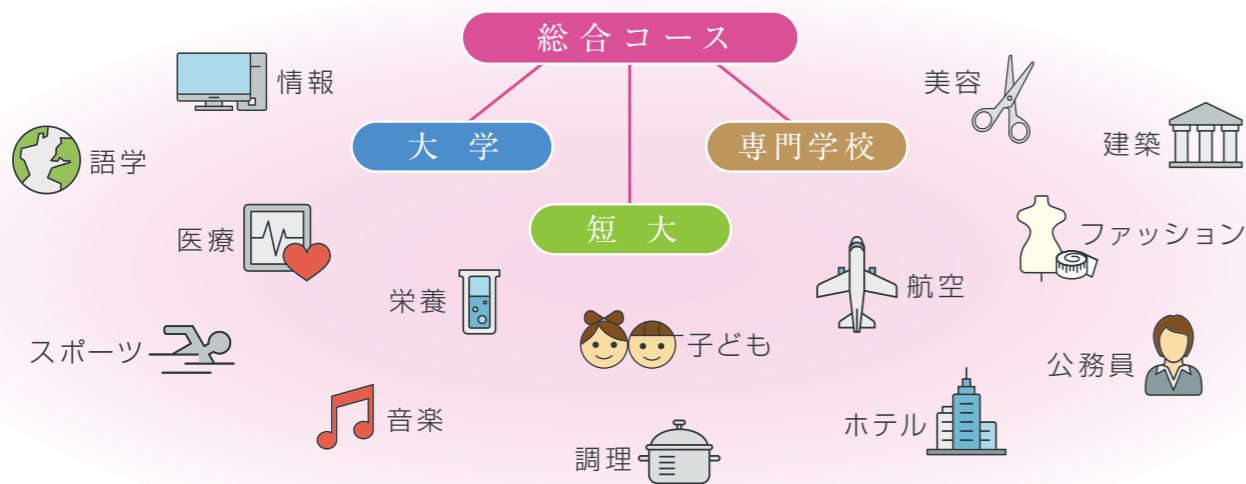 総合コース
情報
美容
大学
専門学校
建築
語学
短大
医療
ファッション
栄養
航空
スポーツ
子ども
公務員
音楽
ホテル
調理